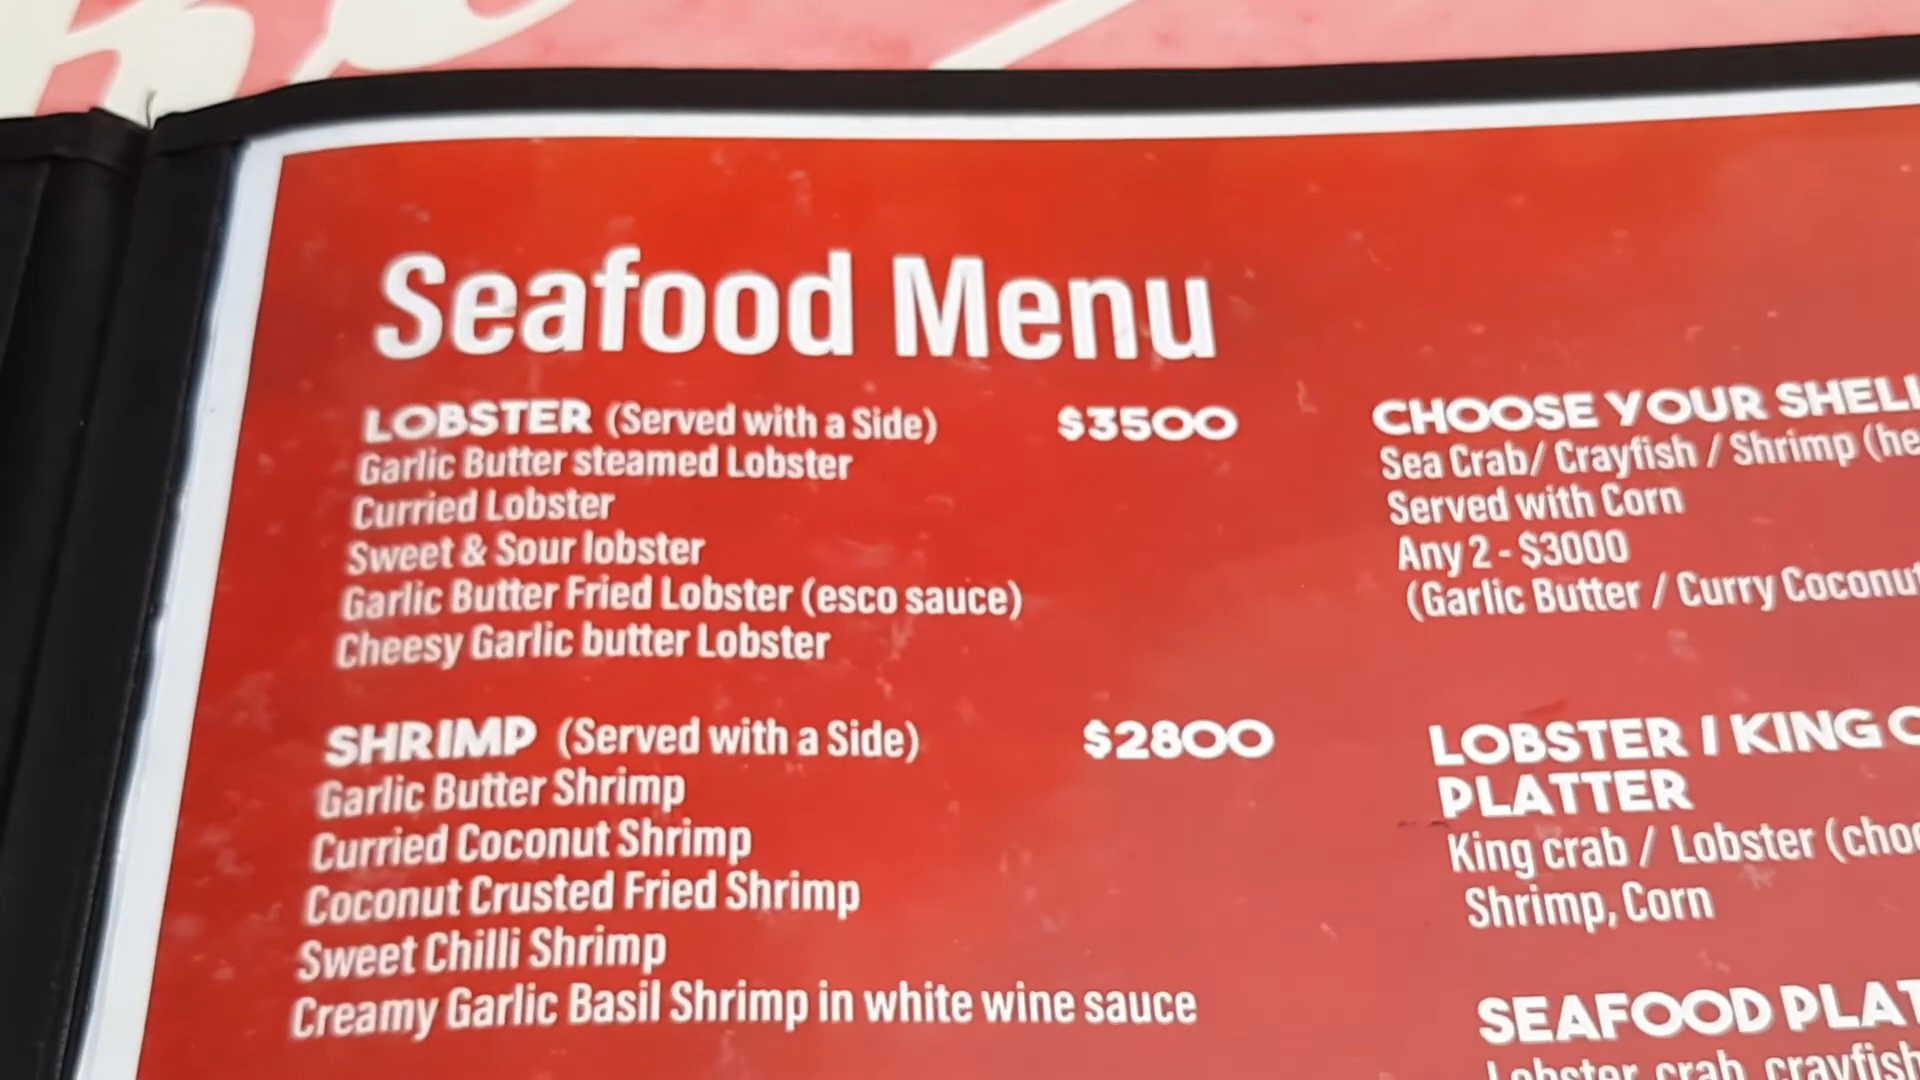 Seafood Menu
LOBSTER (Served with a Side) $3500
Garlic Butter steamed Lobster
Curried Lobster
Sweet & Sour lobster
Garlic Butter Fried Lobster (esco sauce)
Cheesy Garlic butter Lobster
SHRIMP (Served with a Side) $2800
Garlic Butter Shrimp
Curried Coconut Shrimp
Coconut Crusted Fried Shrimp
Sweet Chilli Shrimp
Creamy Garlic Basil Shrimp in white wine sauce
CHOOSE YOUR
Sea Crab/ Crayfish / Shrimp
Served with Corn
Any 2 - $3000
(Garlic Butter / Curry Coconut
LOBSTER / KING
PLATTER
King crab / Lobster
Shrimp, Corn
SEAFOOD
Lobster, crab, crayfish